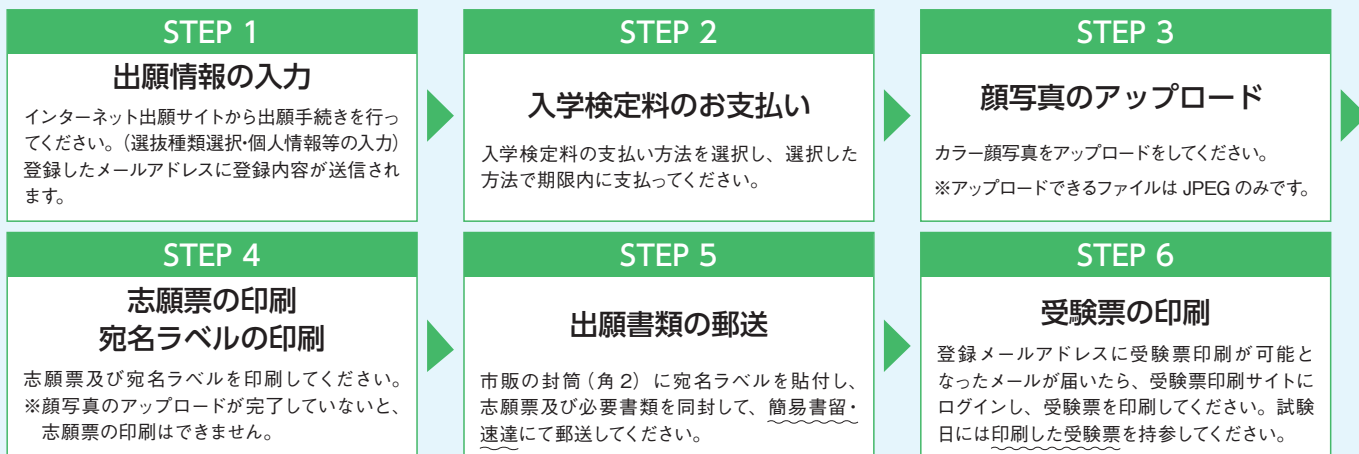 STEP 1
出願情報の入力
インターネット出願サイトから出願手続きを行っ
てください。（選抜種類選択・個人情報等の入力）
登録したメールアドレスに登録内容が送信され
ます。
STEP 2
入学検定料のお支払い
入学検定料の支払い方法を選択し、選択した
方法で期限内に支払ってください。
STEP 3
顔写真のアップロード
カラー顔写真をアップロードをしてください。
※アップロードできるファイルは JPEG のみです。
STEP 4
志願票の印刷
宛名ラベルの印刷
志願票及び宛名ラベルを印刷してください。
※顔写真のアップロードが完了していないと、
志願票の印刷はできません。
STEP 5
出願書類の郵送
市販の封筒（角 2）に宛名ラベルを貼付し、
志願票及び必要書類を同封して、簡易書留・
速達にて郵送してください。
STEP 6
受験票の印刷
登録メールアドレスに受験票印刷が可能と
なったメールが届いたら、受験票印刷サイトに
ログインし、受験票を印刷してください。試験
日には印刷した受験票を持参してください。